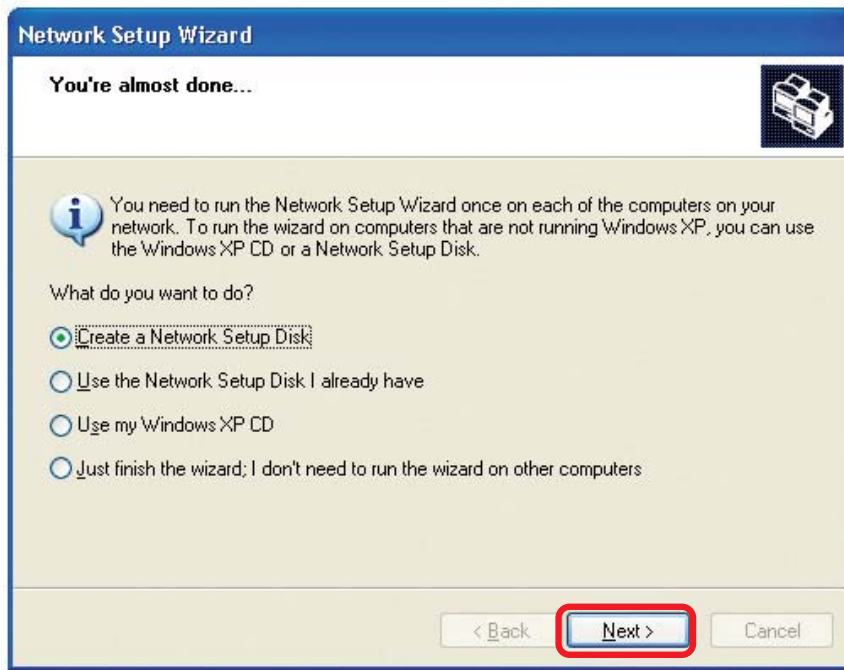 Network Setup Wizard
You're almost done...
You need to run the Network Setup Wizard once on each of the computers on your
network. To run the wizard on computers that are not running Windows XP, you can use
the Windows XP CD or a Network Setup Disk.
What do you want to do?
Create a Network Setup Disk
Use the Network Setup Disk I already have
Use my Windows XP CD
Just finish the wizard; I don't need to run the wizard on other computers
< Back Next > Cancel